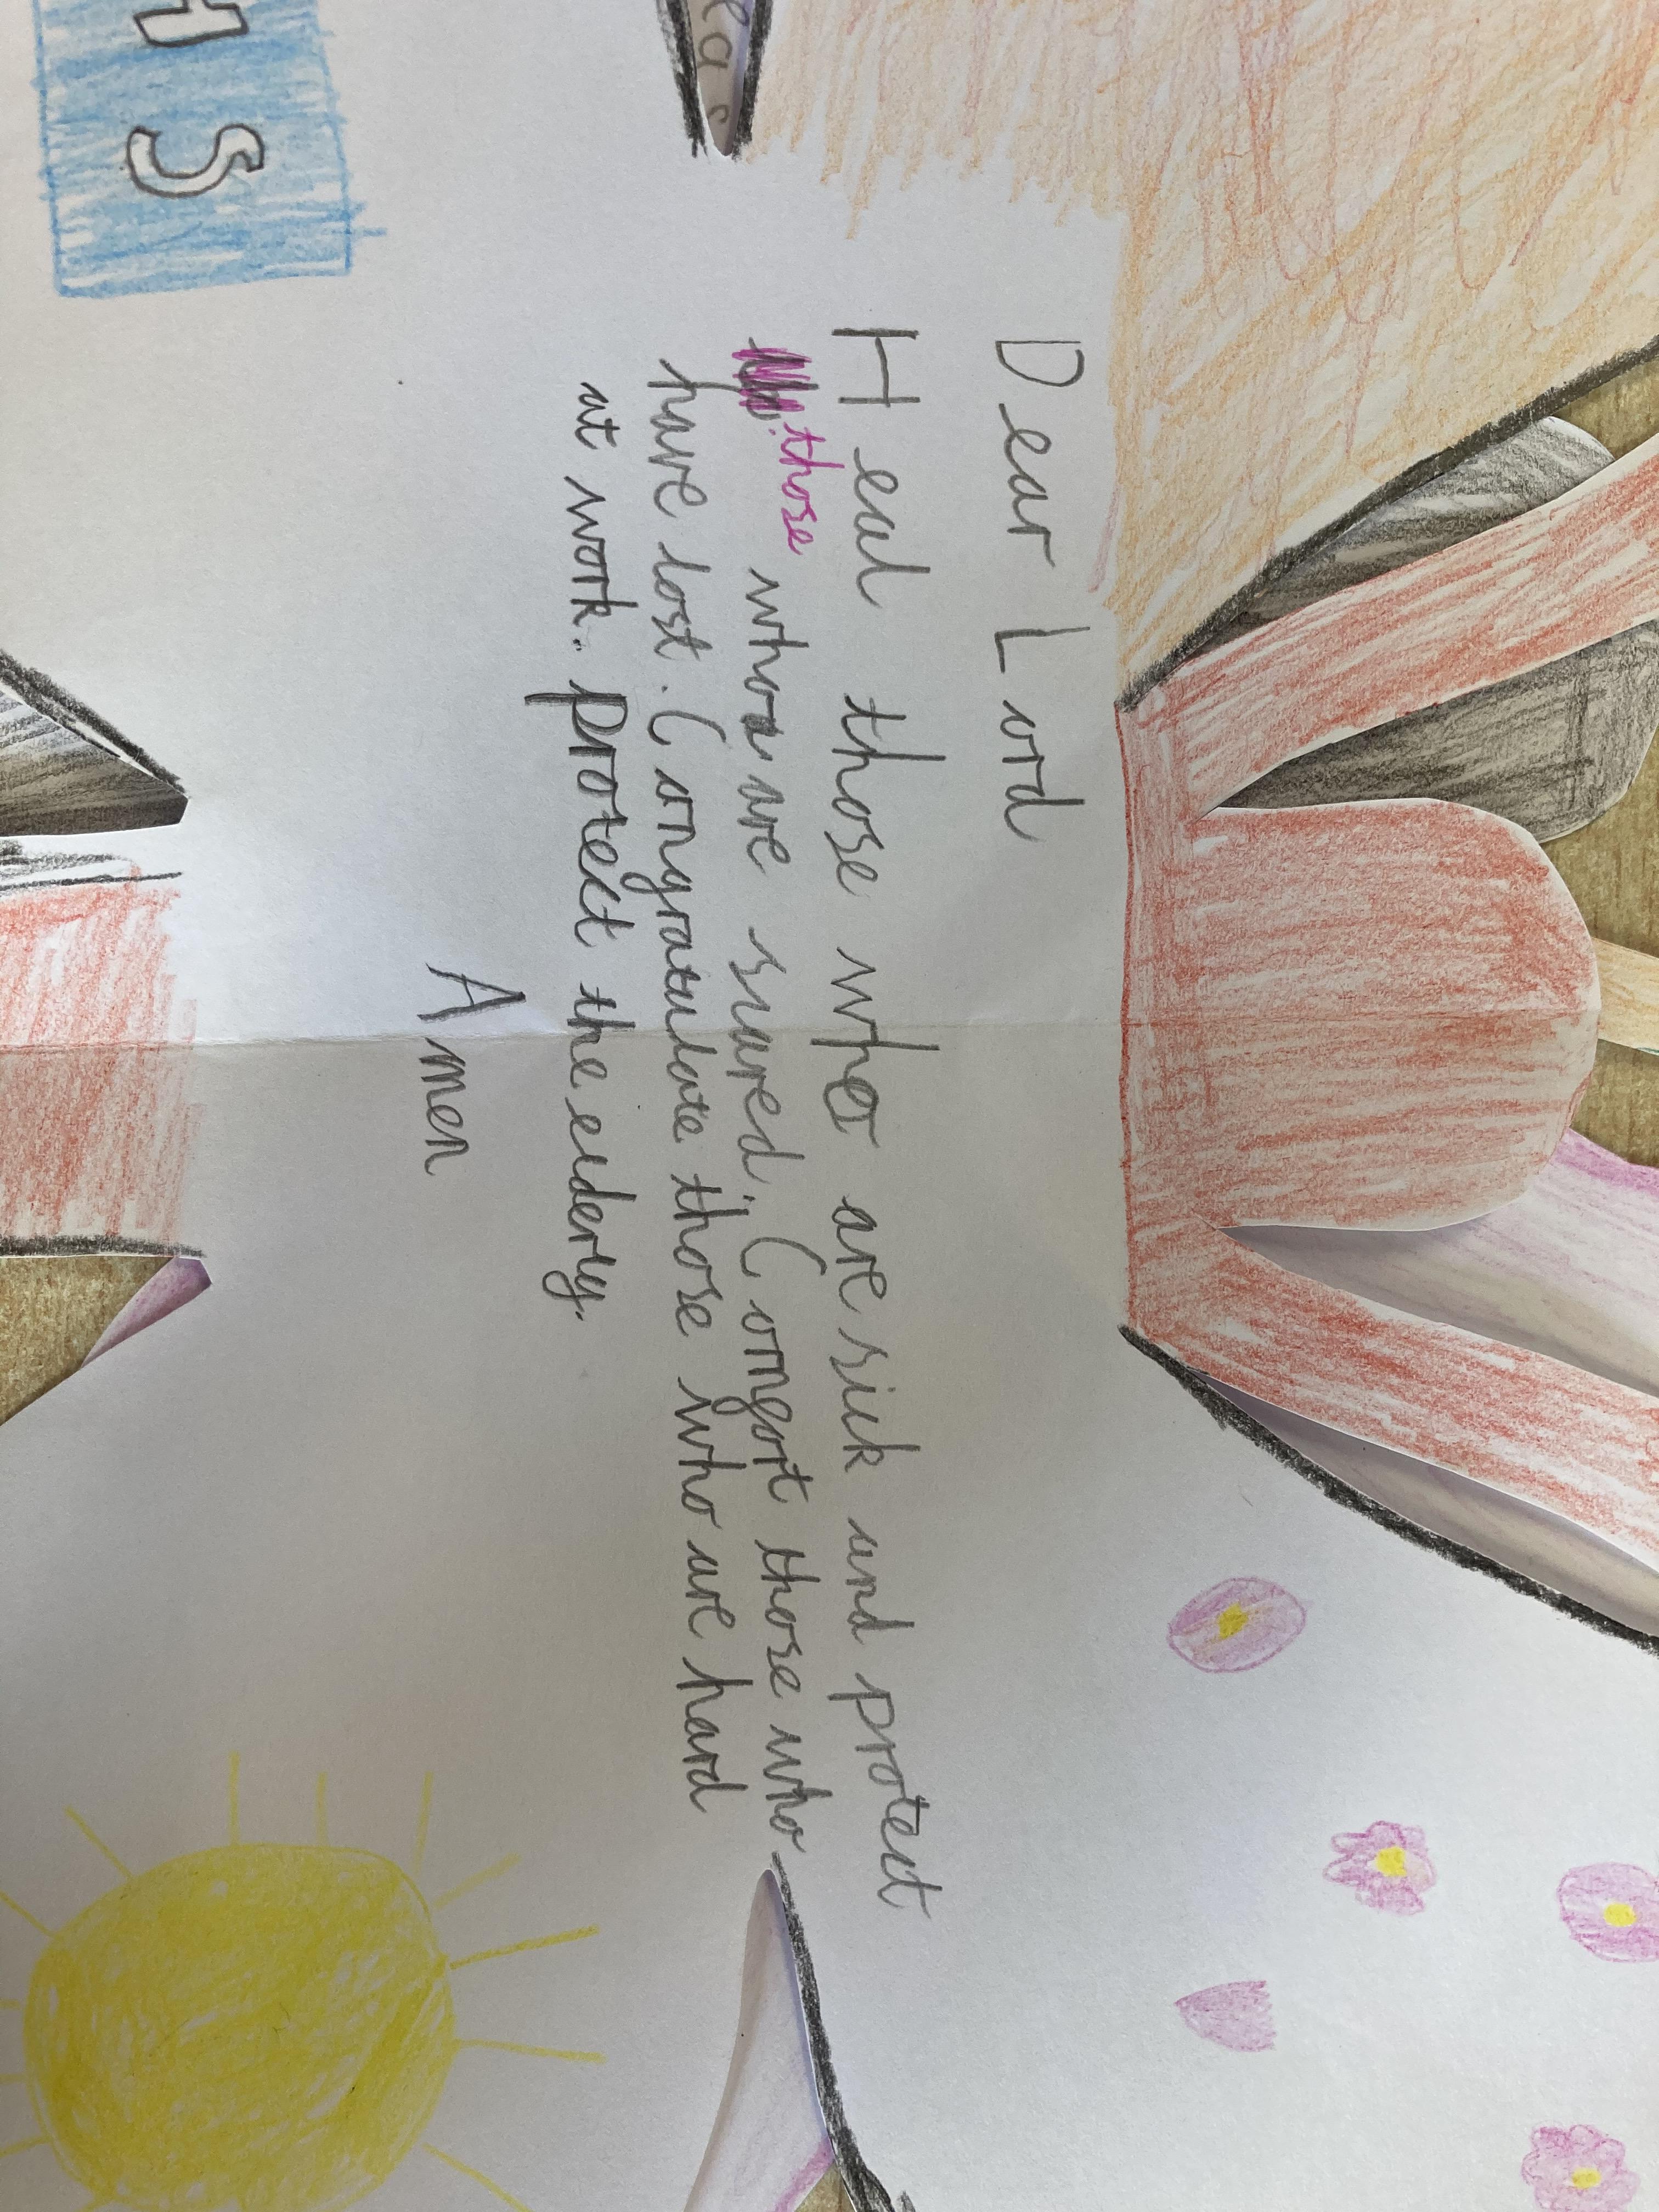 Dear Lord
Heal those who are sick and protect
those who are scared. Comfort those who
have lost. Congratulate those who are hard
at work. protect the elderly.
Amen
HS